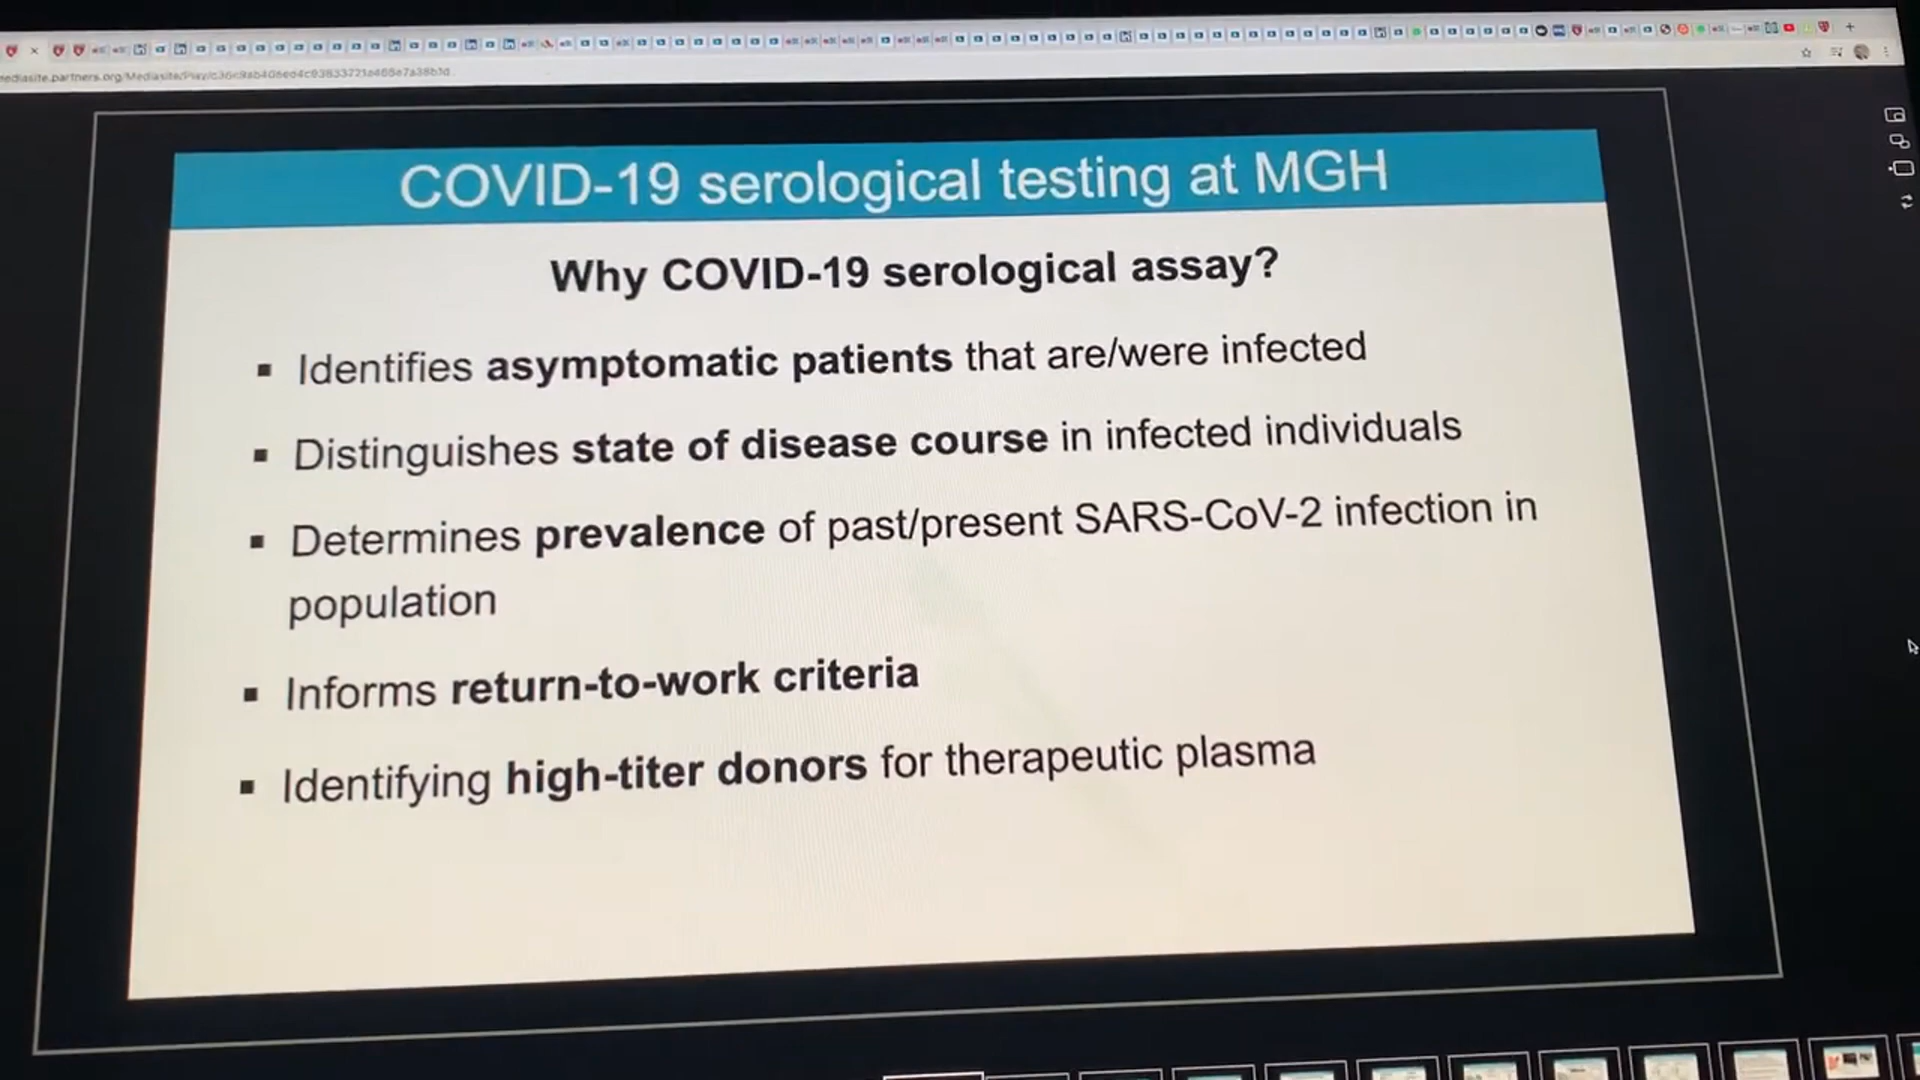 COVID-19 serological testing at MGH
Why COVID-19 serological assay?
▪ Identifies asymptomatic patients that are/were infected
▪ Distinguishes state of disease course in infected individuals
▪ Determines prevalence of past/present SARS-CoV-2 infection in
population
▪ Informs return-to-work criteria
▪ Identifying high-titer donors for therapeutic plasma